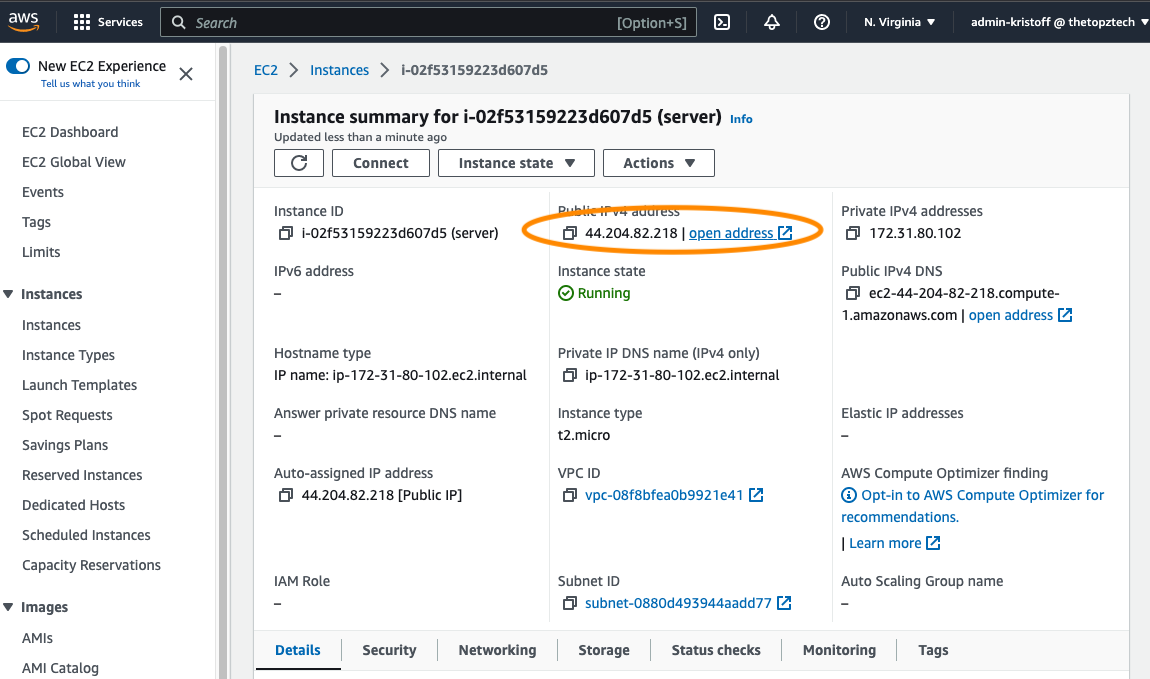 aws
Services
Search [Option+S]
N. Virginia
admin-kristoff @ thetopztech
New EC2 Experience
Tell us what you think
EC2 Dashboard
EC2 Global View
Events
Tags
Limits
Instances
Instances
Instance Types
Launch Templates
Spot Requests
Savings Plans
Reserved Instances
Dedicated Hosts
Scheduled Instances
Capacity Reservations
Images
AMIs
AMI Catalog
EC2 Instances i-02f53159223d607d5
Instance summary for i-02f53159223d607d5 (server) Info
Updated less than a minute ago
Connect Instance state Actions
Instance ID
i-02f53159223d607d5 (server)
Public IPv4 address
44.204.82.218 | open address
Private IPv4 addresses
172.31.80.102
IPv6 address
–
Instance state
Running
Public IPv4 DNS
ec2-44-204-82-218.compute-
1.amazonaws.com | open address
Hostname type
IP name: ip-172-31-80-102.ec2.internal
Private IP DNS name (IPv4 only)
ip-172-31-80-102.ec2.internal
Answer private resource DNS name
–
Instance type
t2.micro
Elastic IP addresses
–
Auto-assigned IP address
44.204.82.218 [Public IP]
VPC ID
vpc-08f8bfea0b9921e41
AWS Compute Optimizer finding
Opt-in to AWS Compute Optimizer for
recommendations.
| Learn more
IAM Role
–
Subnet ID
subnet-0880d493944aadd77
Auto Scaling Group name
–
Details Security Networking Storage Status checks Monitoring Tags